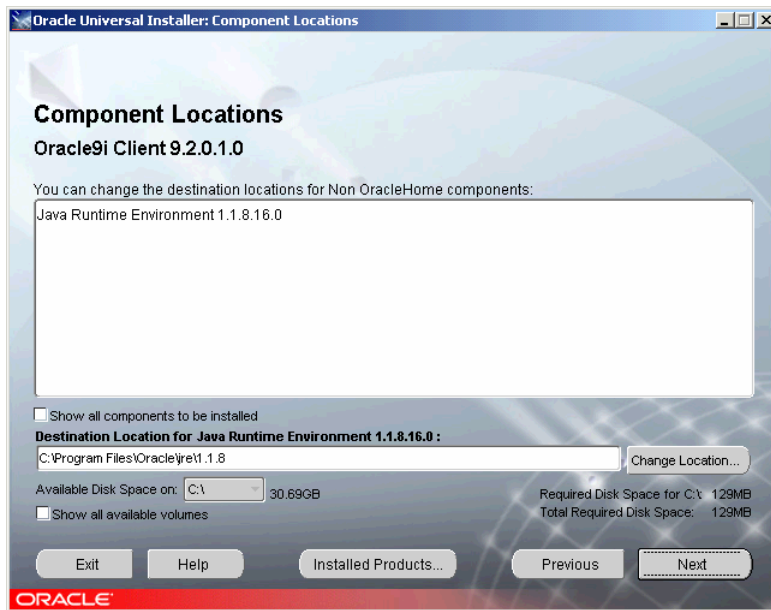 Oracle Universal Installer: Component Locations
Component Locations
Oracle9i Client 9.2.0.1.0
You can change the destination locations for Non OracleHome components:
Java Runtime Environment 1.1.8.16.0
Show all components to be installed
Destination Location for Java Runtime Environment 1.1.8.16.0 :
C:\Program Files\Oracle\jre\1.1.8
Change Location...
Available Disk Space on: C:\ 30.69GB
Required Disk Space for C:\: 129MB
Show all available volumes
Total Required Disk Space: 129MB
Exit Help Installed Products... Previous Next
ORACLE